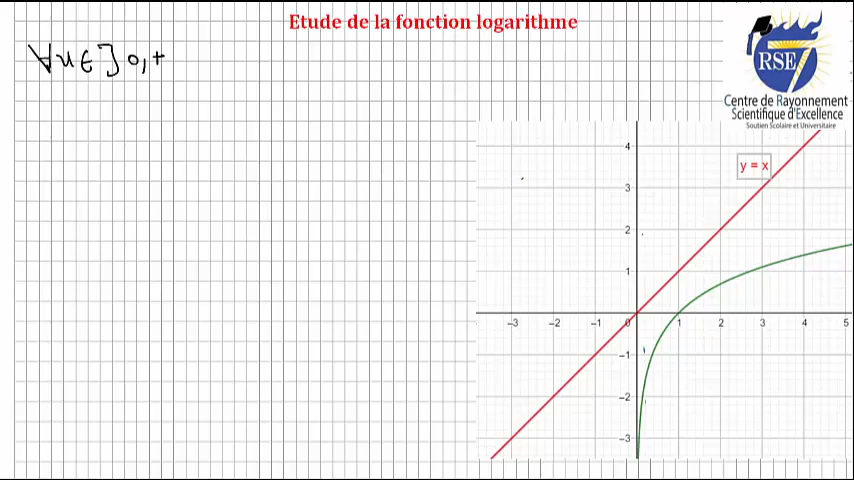 Etude de la fonction logarithme
∀x ∈ ]0,+
RSE7
Centre de Rayonnement
Scientifique d'Excellence
Soutien Scolaire et Universitaire
y = x
4
3
2
1
-3 -2 -1 0 1 2 3 4 5
-1
-2
-3